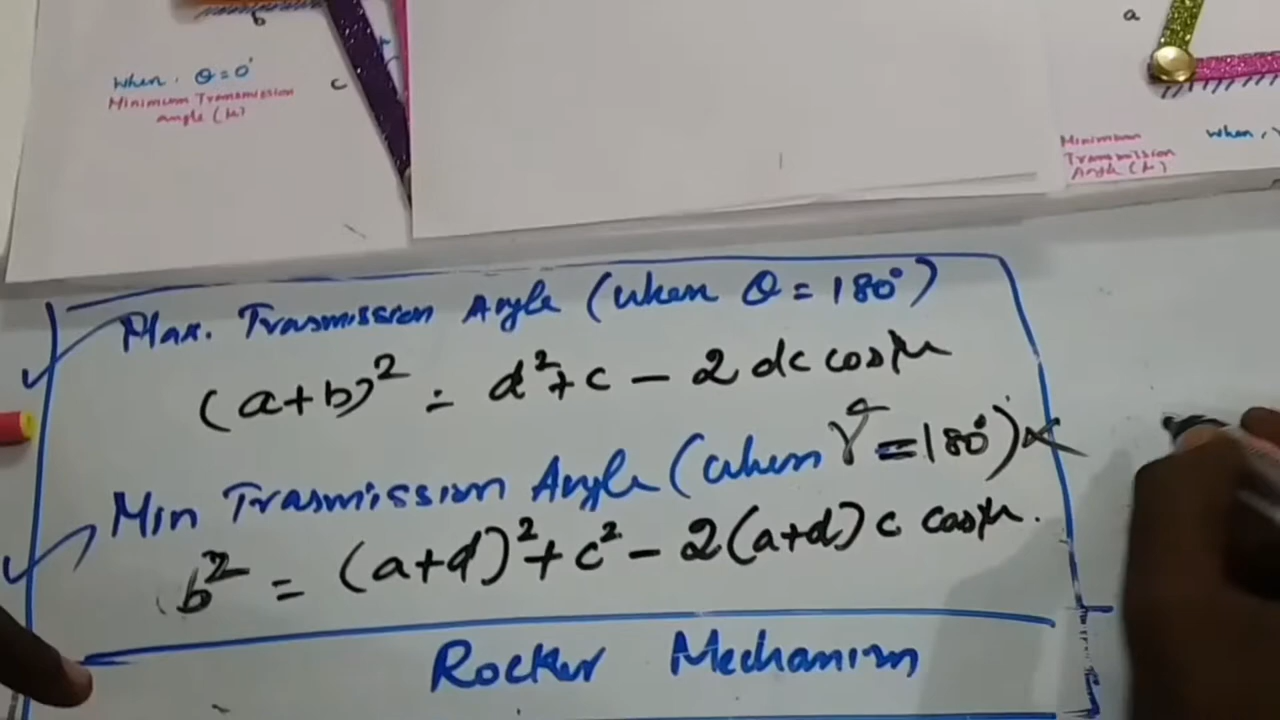 b
c
when. θ=0°
Minimum Transmission
angle (μ)
a
Minimum
Transmission
Angle (μ)
when,
Max. Trasmission Angle (when θ = 180°)
(a+b)² = d²+c - 2dc cosμ
Min Trasmission Angle (when γ = 180°)
b² = (a+d)² + c² - 2(a+d) c cosμ.
Rocker Mechanism